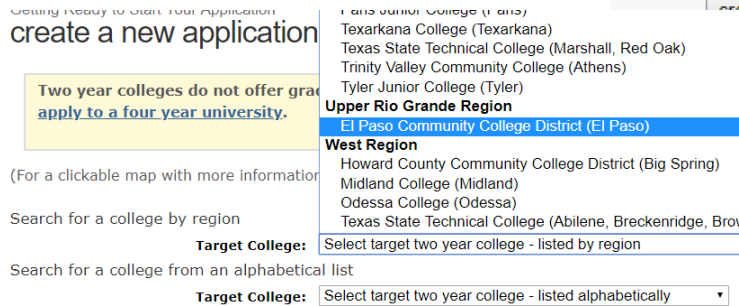 Getting Ready to Start Your Application
create a new application
Paris Junior College (Paris)
Texarkana College (Texarkana)
Texas State Technical College (Marshall, Red Oak)
Trinity Valley Community College (Athens)
Tyler Junior College (Tyler)
Upper Rio Grande Region
El Paso Community College District (El Paso)
West Region
Howard County Community College District (Big Spring)
Midland College (Midland)
Odessa College (Odessa)
Texas State Technical College (Abilene, Breckenridge,
Two year colleges do not offer
apply to a four year university.
(For a clickable map with more
Search for a college by region
Target College: Select target two year college - listed by region
Search for a college from an alphabetical list
Target College: Select target two year college - listed alphabetically